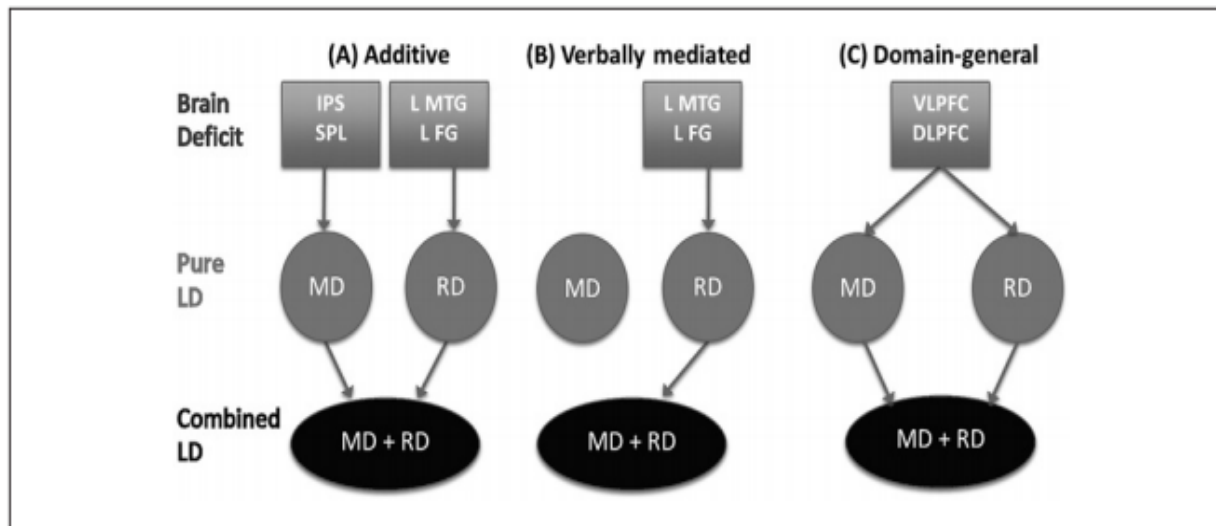 (A) Additive (B) Verbally mediated (C) Domain-general
Brain
Deficit
IPS
SPL
L MTG
L FG
L MTG
L FG
VLPFC
DLPFC
Pure
LD
MD
RD
MD
RD
MD
RD
Combined
LD
MD + RD
MD + RD
MD + RD